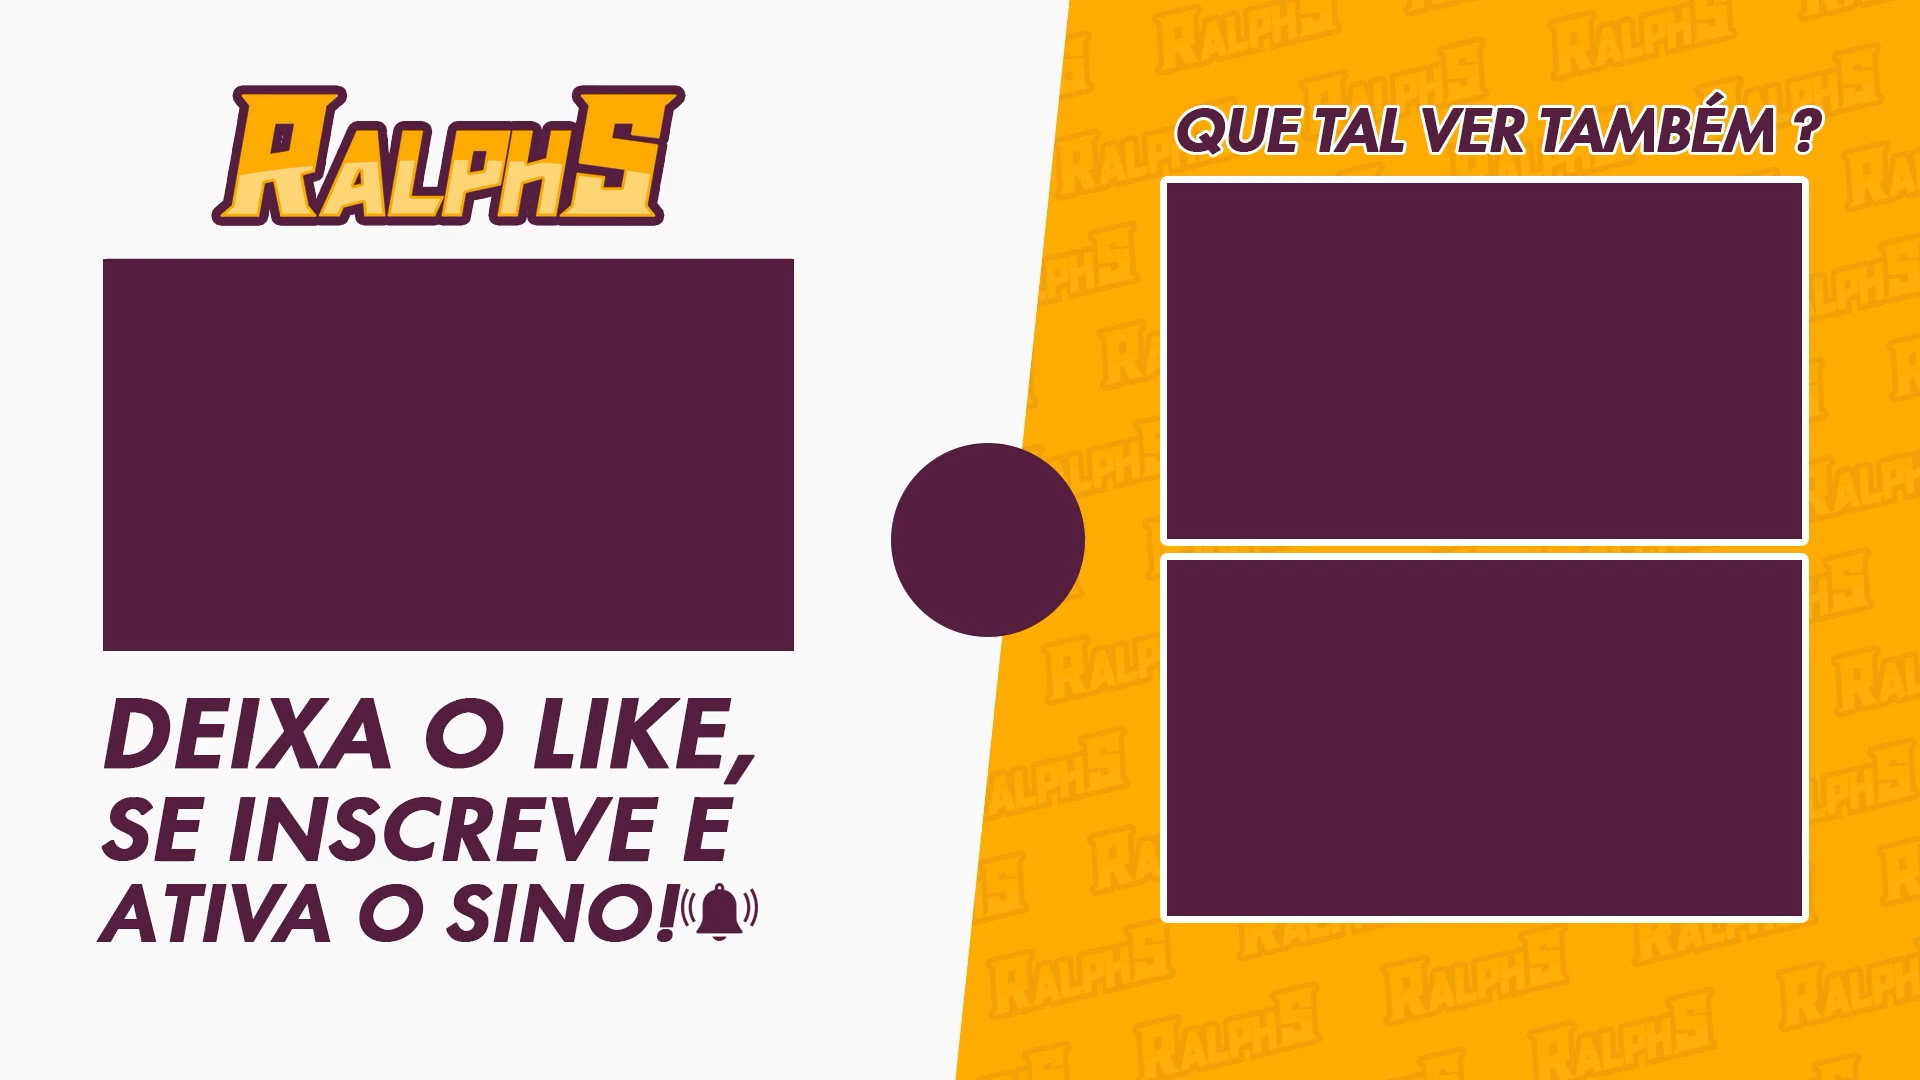 RALPHS
DEIXA O LIKE,
SE INSCREVE E
ATIVA O SINO!
QUE TAL VER TAMBÉM ?